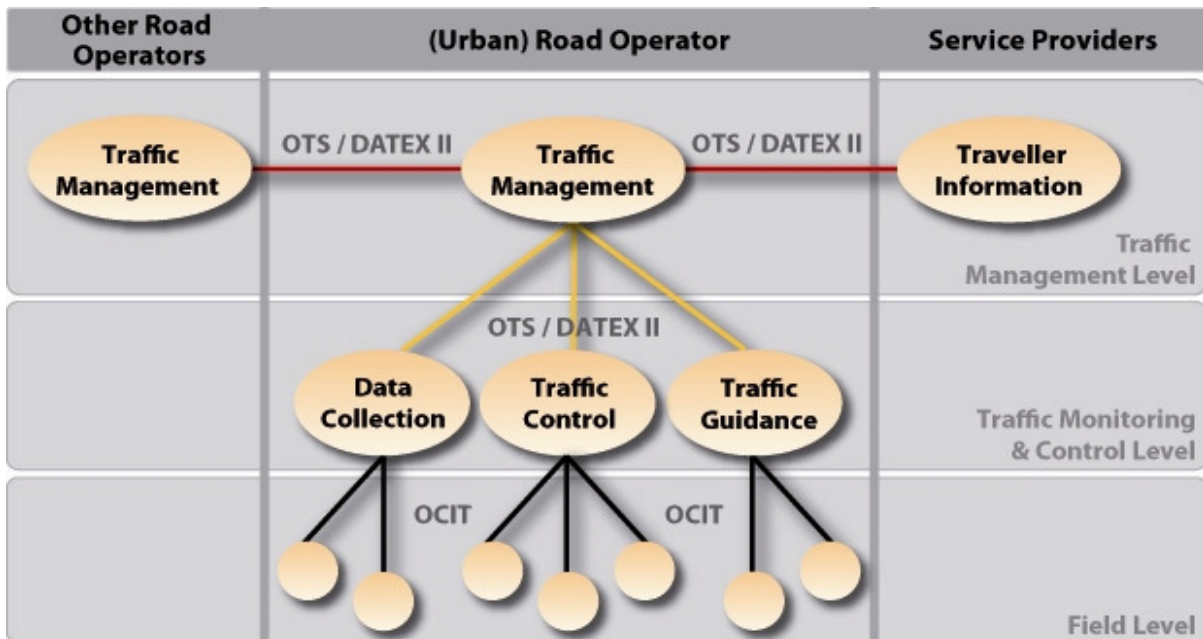 Other Road
Operators
(Urban) Road Operator
Service Providers
Traffic
Management
OTS / DATEX II
Traffic
Management
OTS / DATEX II
Traveller
Information
Traffic
Management Level
OTS / DATEX II
Data
Collection
Traffic
Control
Traffic
Guidance
Traffic Monitoring
& Control Level
OCIT
OCIT
Field Level